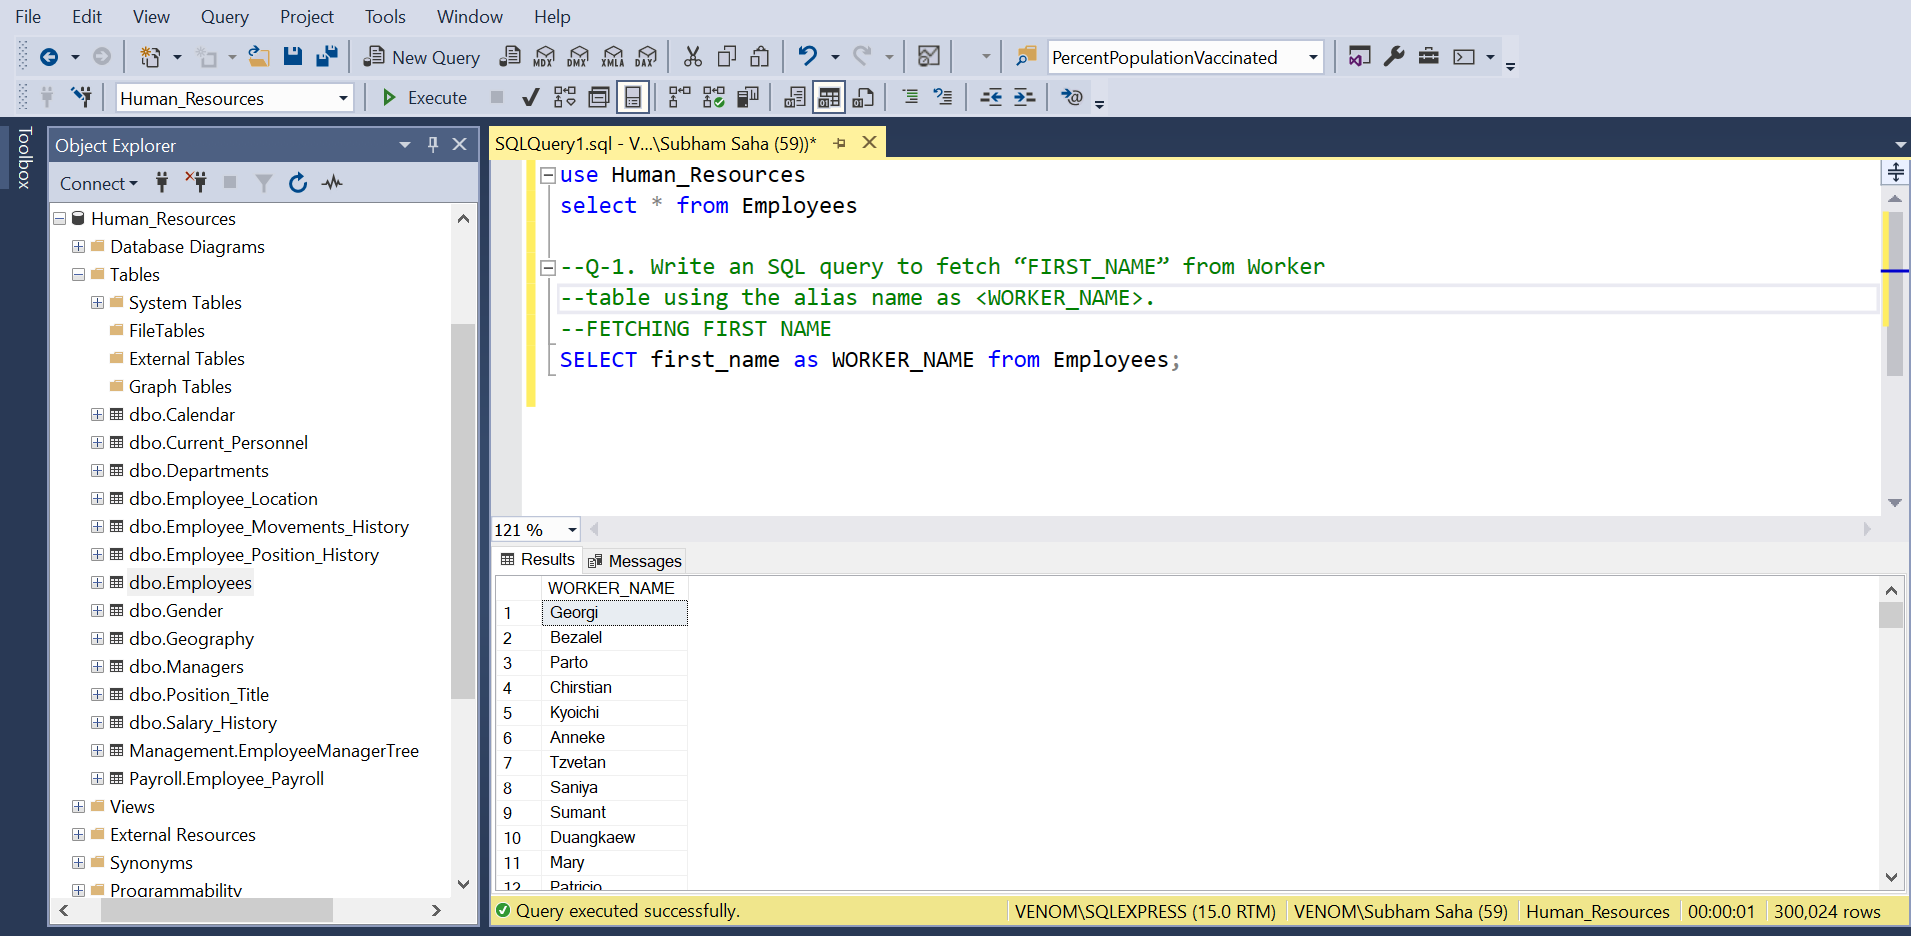 File Edit View Query Project Tools Window Help
New Query MDX DMX XMLA DAX PercentPopulationVaccinated
Human_Resources Execute
Toolbox
Object Explorer
Connect
Human_Resources
Database Diagrams
Tables
System Tables
FileTables
External Tables
Graph Tables
dbo.Calendar
dbo.Current_Personnel
dbo.Departments
dbo.Employee_Location
dbo.Employee_Movements_History
dbo.Employee_Position_History
dbo.Employees
dbo.Gender
dbo.Geography
dbo.Managers
dbo.Position_Title
dbo.Salary_History
Management.EmployeeManagerTree
Payroll.Employee_Payroll
Views
External Resources
Synonyms
Programmability
SQLQuery1.sql - V...\Subham Saha (59))*
use Human_Resources
select * from Employees
--Q-1. Write an SQL query to fetch “FIRST_NAME” from Worker
--table using the alias name as <WORKER_NAME>.
--FETCHING FIRST NAME
SELECT first_name as WORKER_NAME from Employees;
121 %
Results Messages
WORKER_NAME
1 Georgi
2 Bezalel
3 Parto
4 Chirstian
5 Kyoichi
6 Anneke
7 Tzvetan
8 Saniya
9 Sumant
10 Duangkaew
11 Mary
12 Patricio
Query executed successfully. VENOM\SQLEXPRESS (15.0 RTM) VENOM\Subham Saha (59) Human_Resources 00:00:01 300,024 rows